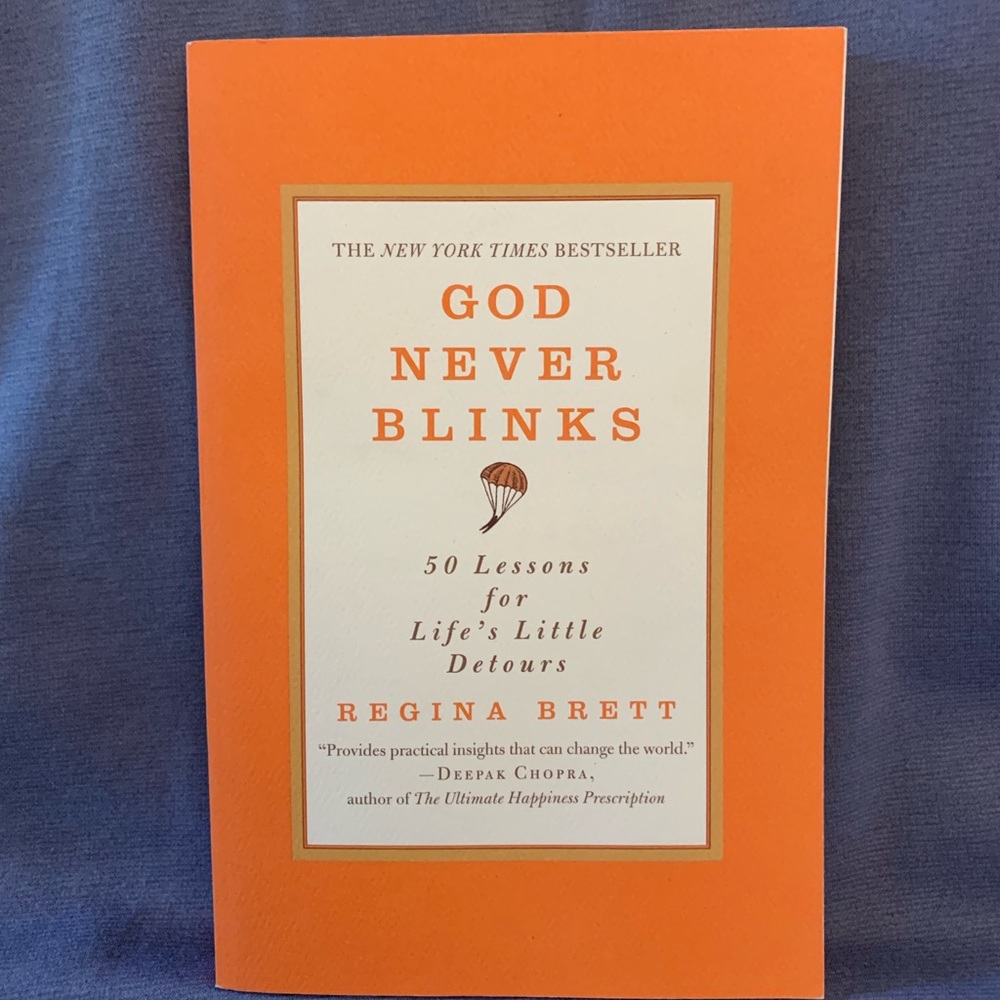 THE NEW YORK TIMES BESTSELLER
GOD
NEVER
BLINKS
50 Lessons
for
Life's Little
Detours
REGINA BRETT
“Provides practical insights that can change the world.”
—DEEPAK CHOPRA,
author of The Ultimate Happiness Prescription